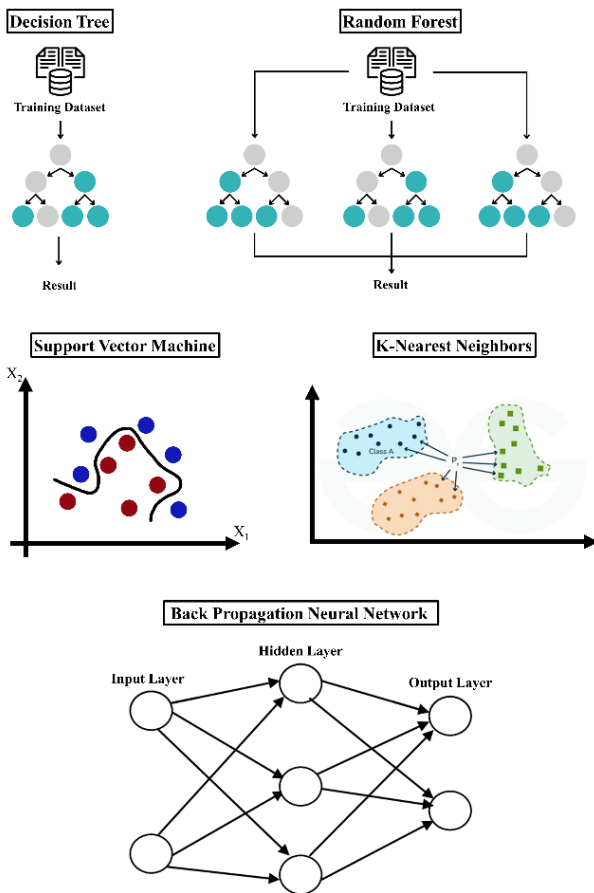 Decision Tree
Random Forest
Training Dataset
Training Dataset
Result
Result
Support Vector Machine
K-Nearest Neighbors
X2
X1
Class A
P
Back Propagation Neural Network
Hidden Layer
Input Layer
Output Layer